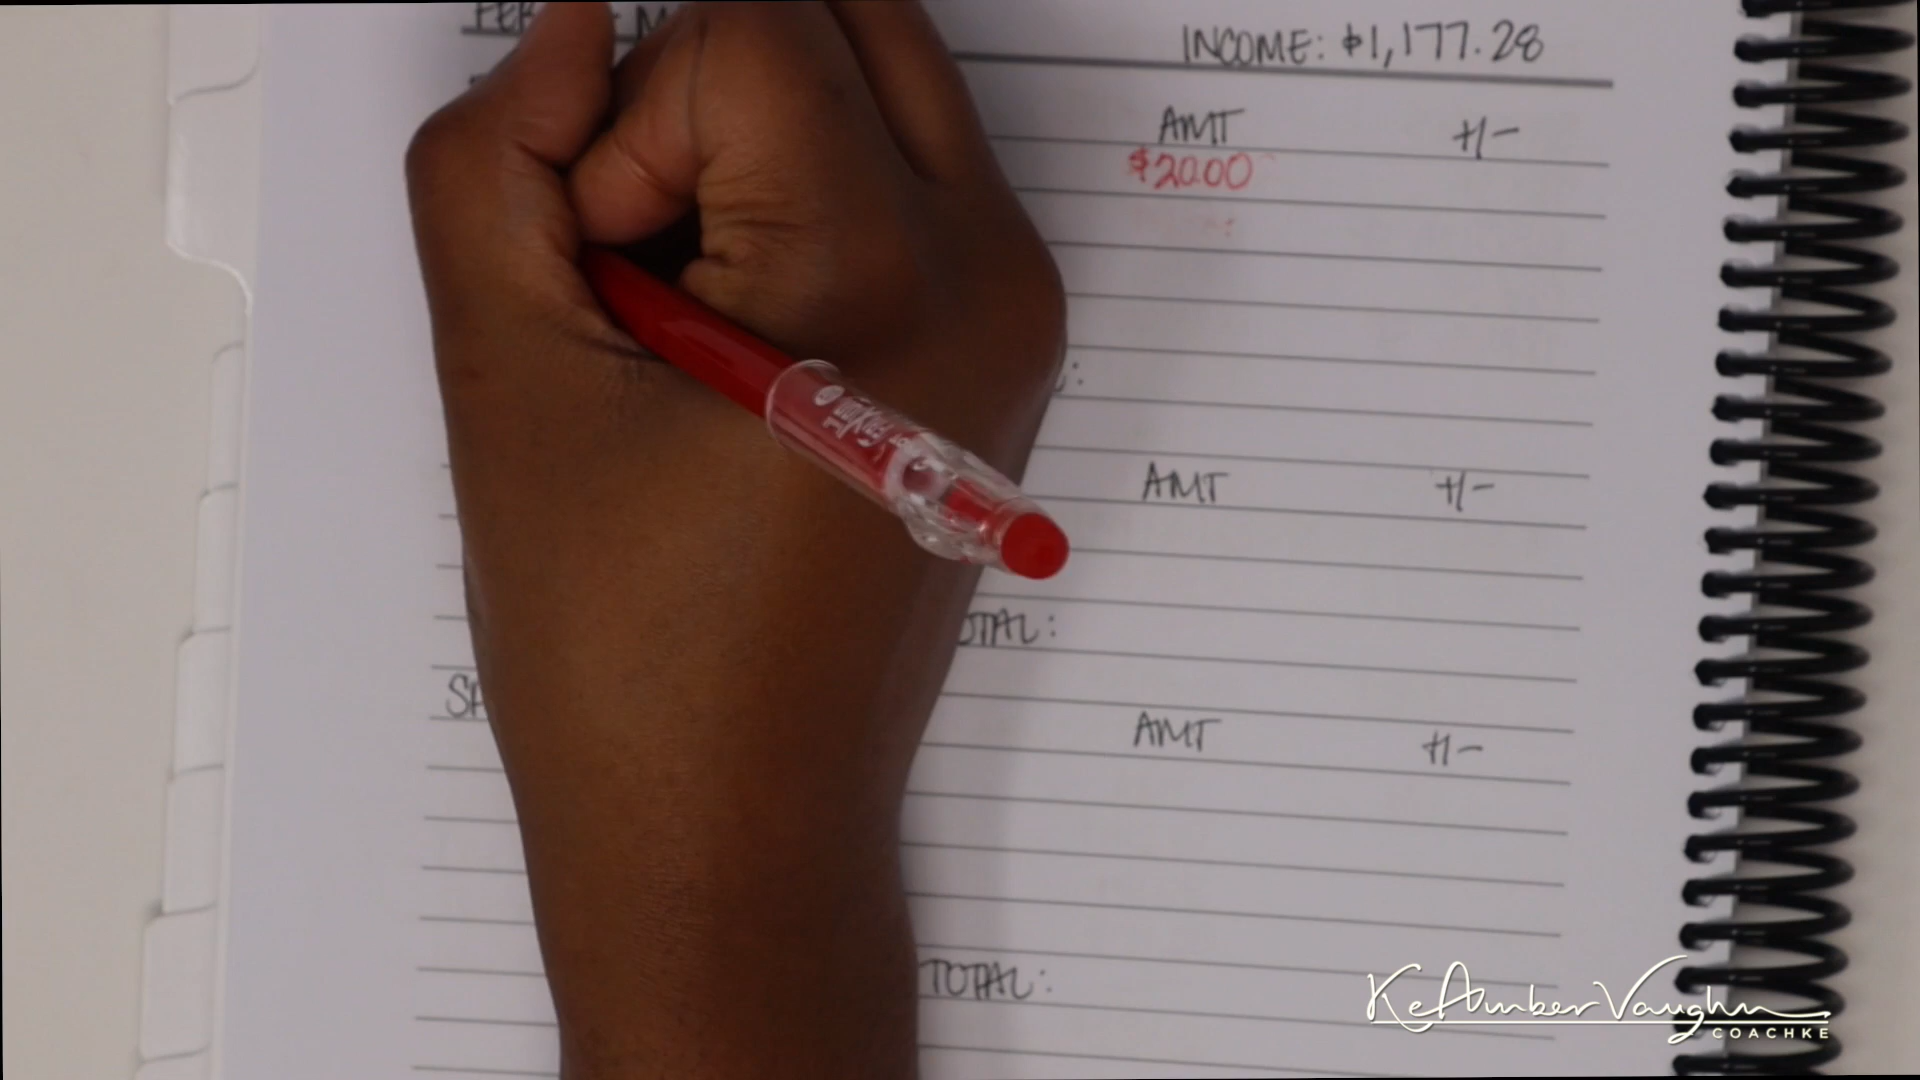 INCOME: $1,177.28
AMT +/-
$20.00
AMT +/-
TOTAL:
AMT +/-
TOTAL:
KeAmber Vaughn
COACHKE